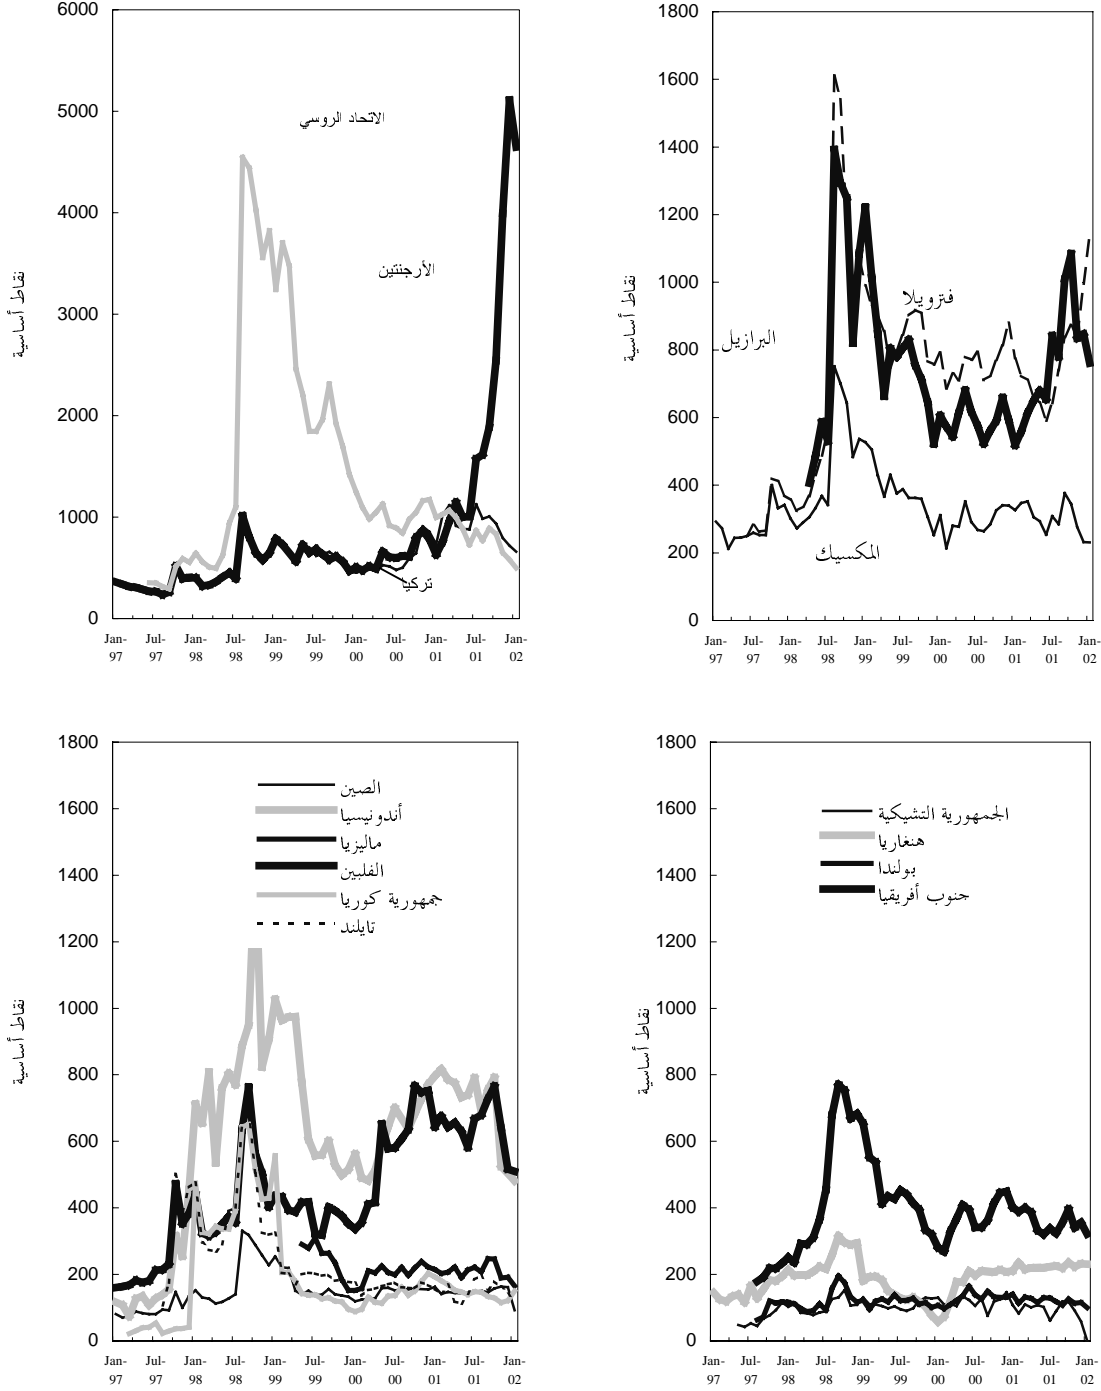 6000
5000
4000
3000
2000
1000
0
نقاط أساسية
الاتحاد الروسي
الأرجنتين
تركيا
Jan-97 Jul-97 Jan-98 Jul-98 Jan-99 Jul-99 Jan-00 Jul-00 Jan-01 Jul-01 Jan-02
1800
1600
1400
1200
1000
800
600
400
200
0
نقاط أساسية
فنزويلا
البرازيل
المكسيك
Jan-97 Jul-97 Jan-98 Jul-98 Jan-99 Jul-99 Jan-00 Jul-00 Jan-01 Jul-01 Jan-02
1800
1600
1400
1200
1000
800
600
400
200
0
نقاط أساسية
الصين
أندونيسيا
ماليزيا
الفلبين
جمهورية كوريا
تايلند
Jan-97 Jul-97 Jan-98 Jul-98 Jan-99 Jul-99 Jan-00 Jul-00 Jan-01 Jul-01 Jan-02
1800
1600
1400
1200
1000
800
600
400
200
0
نقاط أساسية
الجمهورية التشيكية
هنغاريا
بولندا
جنوب أفريقيا
Jan-97 Jul-97 Jan-98 Jul-98 Jan-99 Jul-99 Jan-00 Jul-00 Jan-01 Jul-01 Jan-02